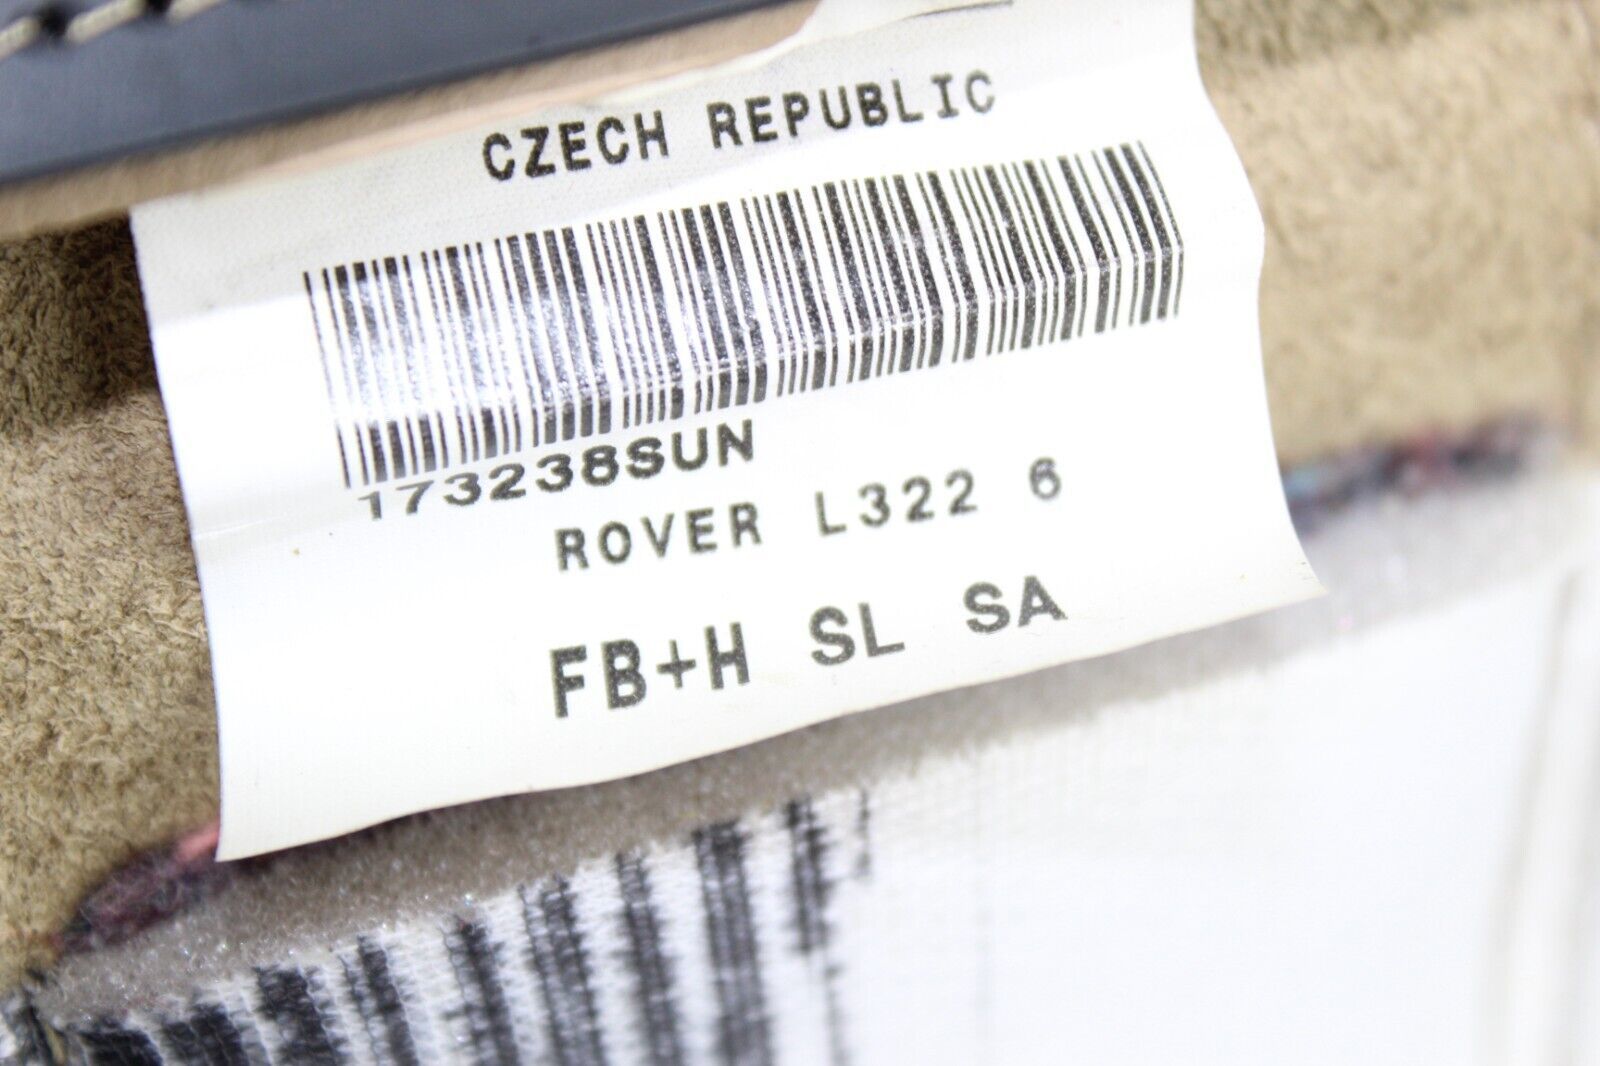 CZECH REPUBLIC
173238SUN
ROVER L322 6
FB+H SL SA